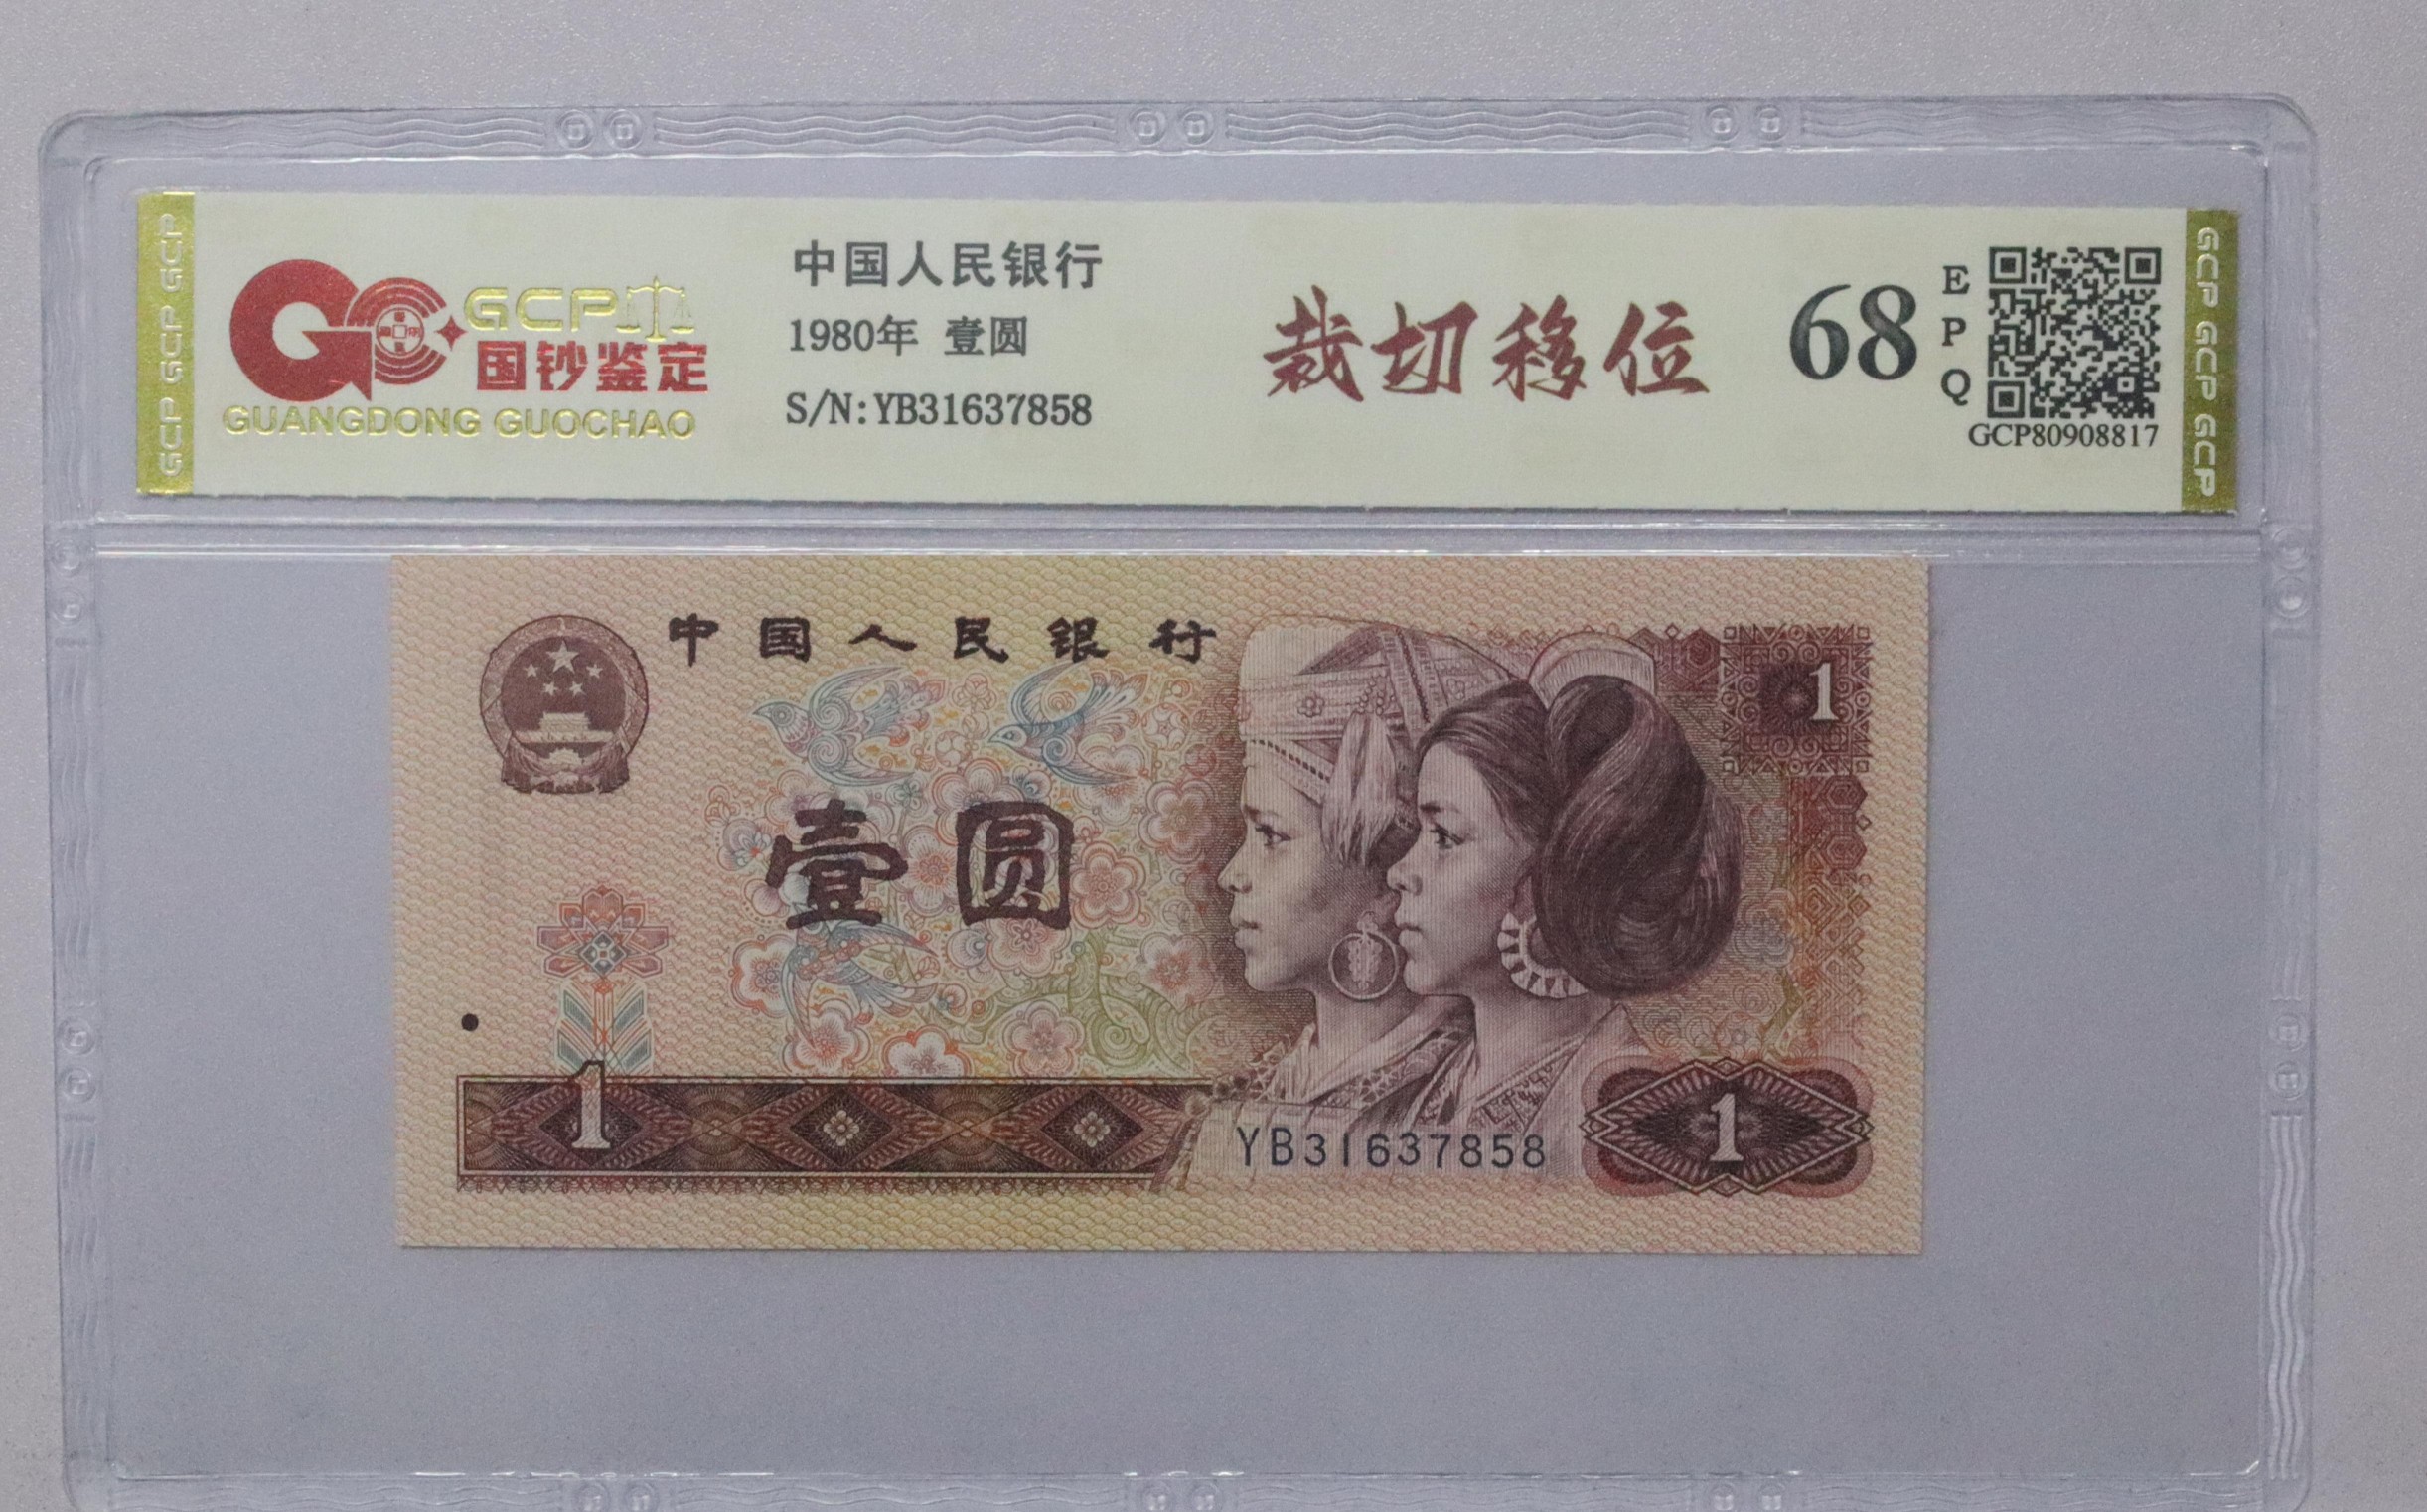 GCP GCP GCP
GCP
国钞鉴定
GUANGDONG GUOCHAO
中国人民银行
1980年 壹圆
S/N:YB31637858
裁切移位
68
E
P
Q
GCP80908817
GCP GCP GCP
中国人民银行
1
壹圆
1
YB31637858
1